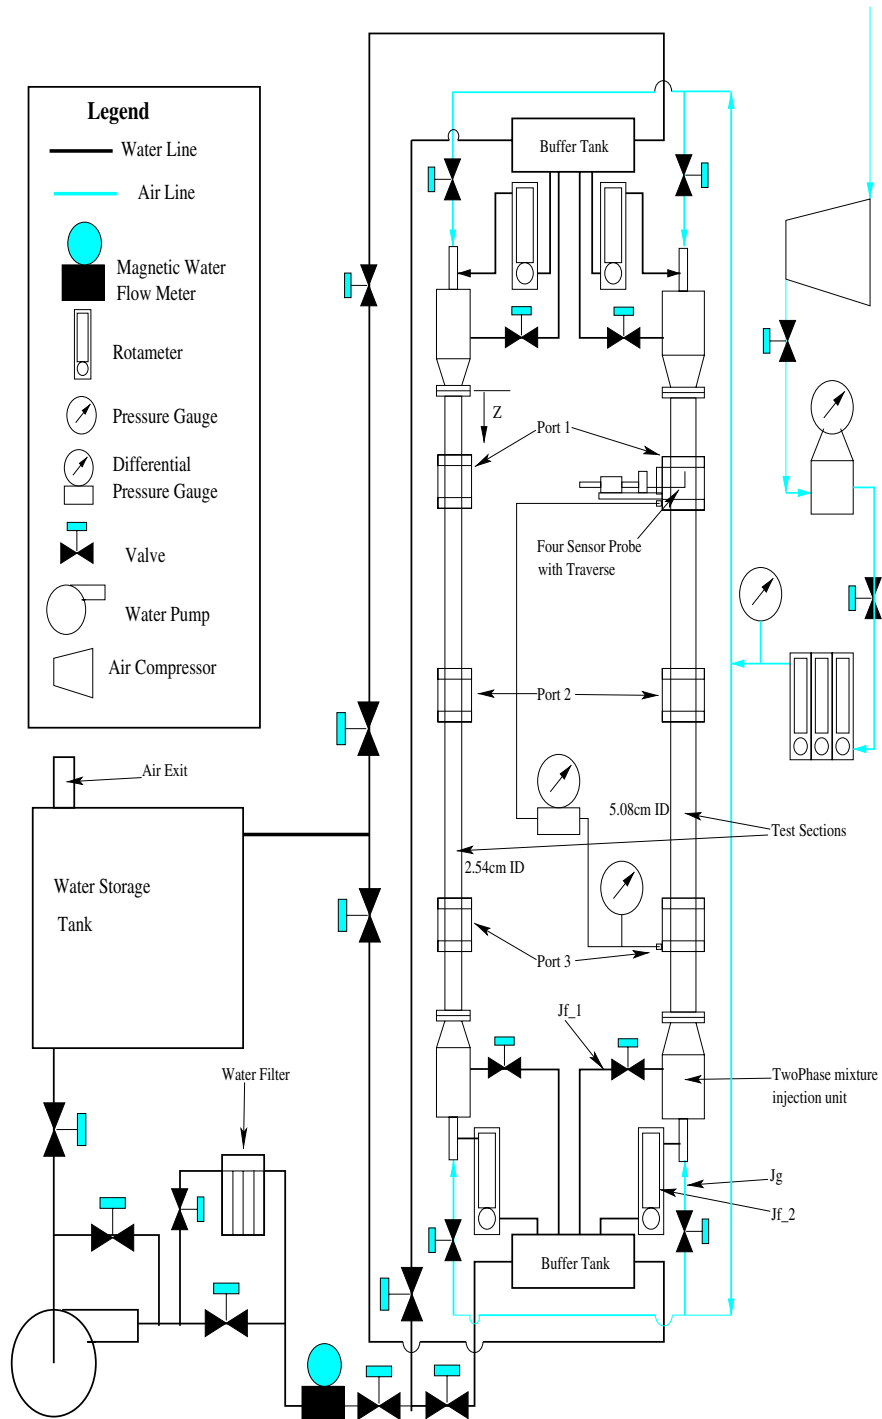 Legend
Water Line
Air Line
Magnetic Water
Flow Meter
Rotameter
Pressure Gauge
Differential
Pressure Gauge
Valve
Water Pump
Air Compressor
Buffer Tank
Z
Port 1
Four Sensor Probe
with Traverse
Port 2
Air Exit
5.08cm ID
Test Sections
2.54cm ID
Water Storage
Tank
Port 3
Jf_1
Water Filter
TwoPhase mixture
injection unit
Jg
Jf_2
Buffer Tank